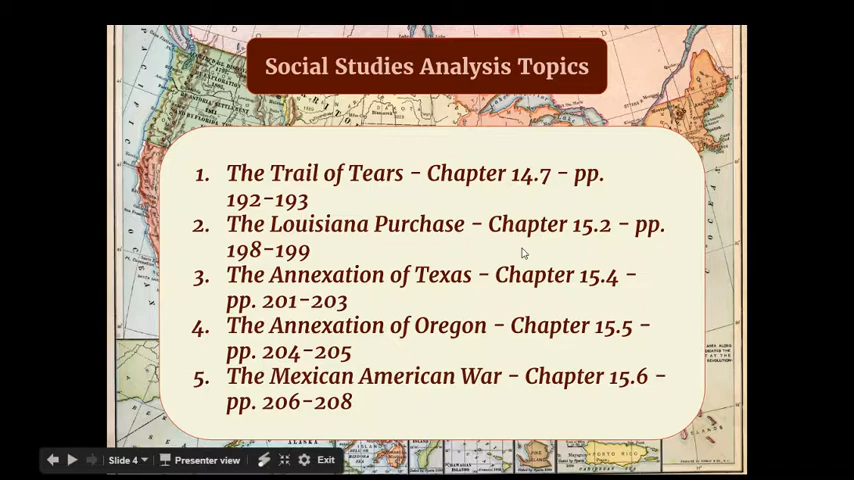 Social Studies Analysis Topics
1. The Trail of Tears - Chapter 14.7 - pp.
192-193
2. The Louisiana Purchase - Chapter 15.2 - pp.
198-199
3. The Annexation of Texas - Chapter 15.4 -
pp. 201-203
4. The Annexation of Oregon - Chapter 15.5 -
pp. 204-205
5. The Mexican American War - Chapter 15.6 -
pp. 206-208
Slide 4
Presenter view
Exit